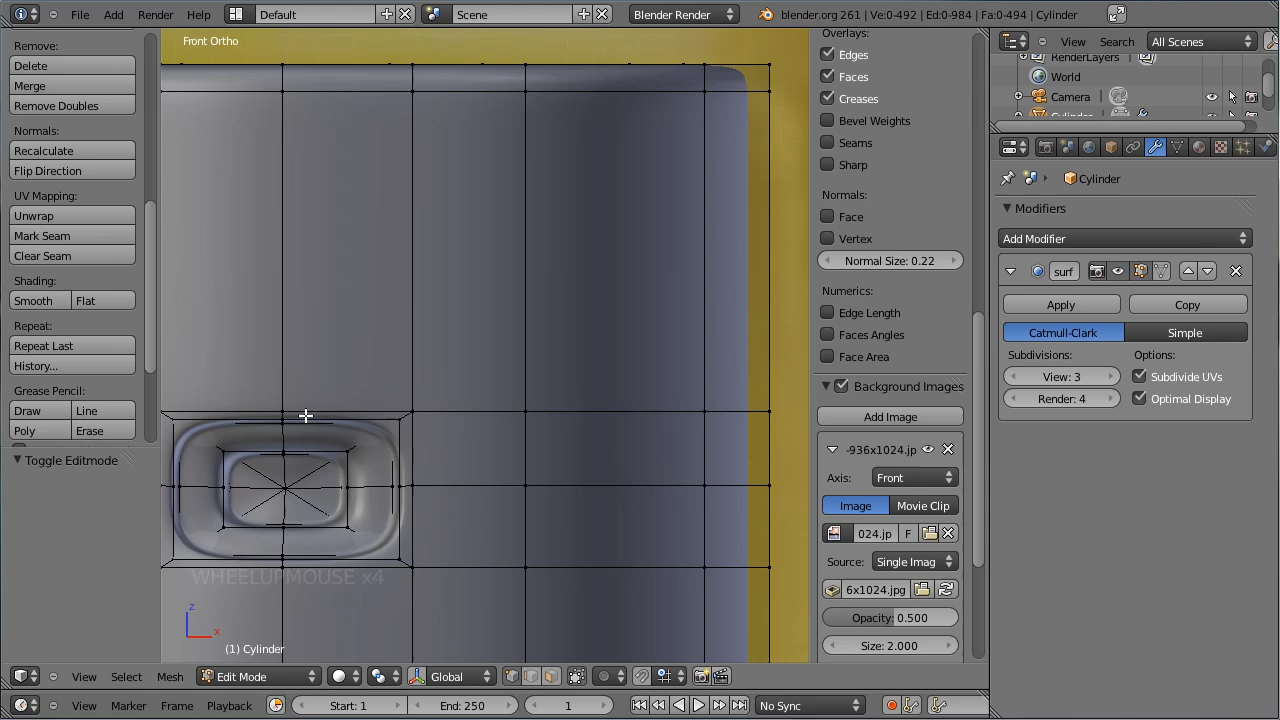 File Add Render Help Default Scene Blender Render blender.org 261 | Ve:0-492 | Ed:0-984 | Fa:0-494 | Cylinder
Remove:
Delete
Merge
Remove Doubles
Normals:
Recalculate
Flip Direction
UV Mapping:
Unwrap
Mark Seam
Clear Seam
Shading:
Smooth Flat
Repeat:
Repeat Last
History...
Grease Pencil:
Draw Line
Poly Erase
Toggle Editmode
Front Ortho
WHEELUPMOUSE x4
z
x
(1) Cylinder
Overlays:
Edges
Faces
Creases
Bevel Weights
Seams
Sharp
Normals:
Face
Vertex
Normal Size: 0.22
Numerics:
Edge Length
Faces Angles
Face Area
Background Images
Add Image
-936x1024.jp
Axis: Front
Image Movie Clip
024.jp F
Source: Single Imag
6x1024.jpg
Opacity: 0.500
Size: 2.000
View Search All Scenes
RenderLayers
World
Camera
Cylinder
Cylinder
Modifiers
Add Modifier
surf
Apply Copy
Catmull-Clark Simple
Subdivisions: Options:
View: 3 Subdivide UVs
Render: 4 Optimal Display
View Select Mesh Edit Mode Global
View Marker Frame Playback Start: 1 End: 250 1 No Sync